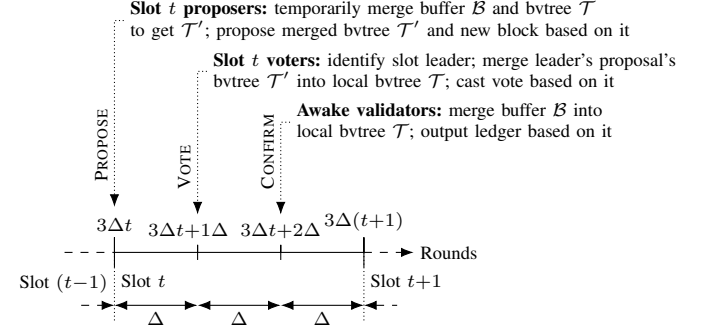 Slot t proposers: temporarily merge buffer ℬ and bvtree 𝒯
to get 𝒯′; propose merged bvtree 𝒯′ and new block based on it
Slot t voters: identify slot leader; merge leader's proposal's
bvtree 𝒯′ into local bvtree 𝒯; cast vote based on it
Awake validators: merge buffer ℬ into
local bvtree 𝒯; output ledger based on it
PROPOSE
VOTE
CONFIRM
3Δt 3Δt+1Δ 3Δt+2Δ 3Δ(t+1)
Rounds
Slot (t−1) Slot t Slot t+1
Δ Δ Δ